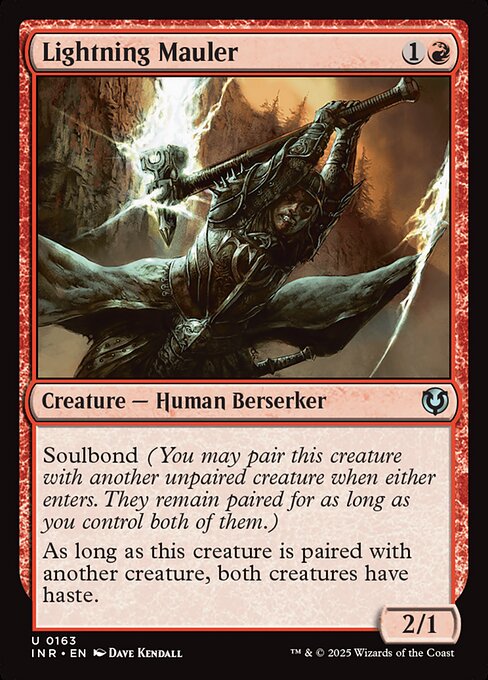 Lightning Mauler 1
Creature — Human Berserker
Soulbond (You may pair this creature
with another unpaired creature when either
enters. They remain paired for as long as
you control both of them.)
As long as this creature is paired with
another creature, both creatures have
haste.
2/1
U 0163
INR • EN Dave Kendall
™ & © 2025 Wizards of the Coast